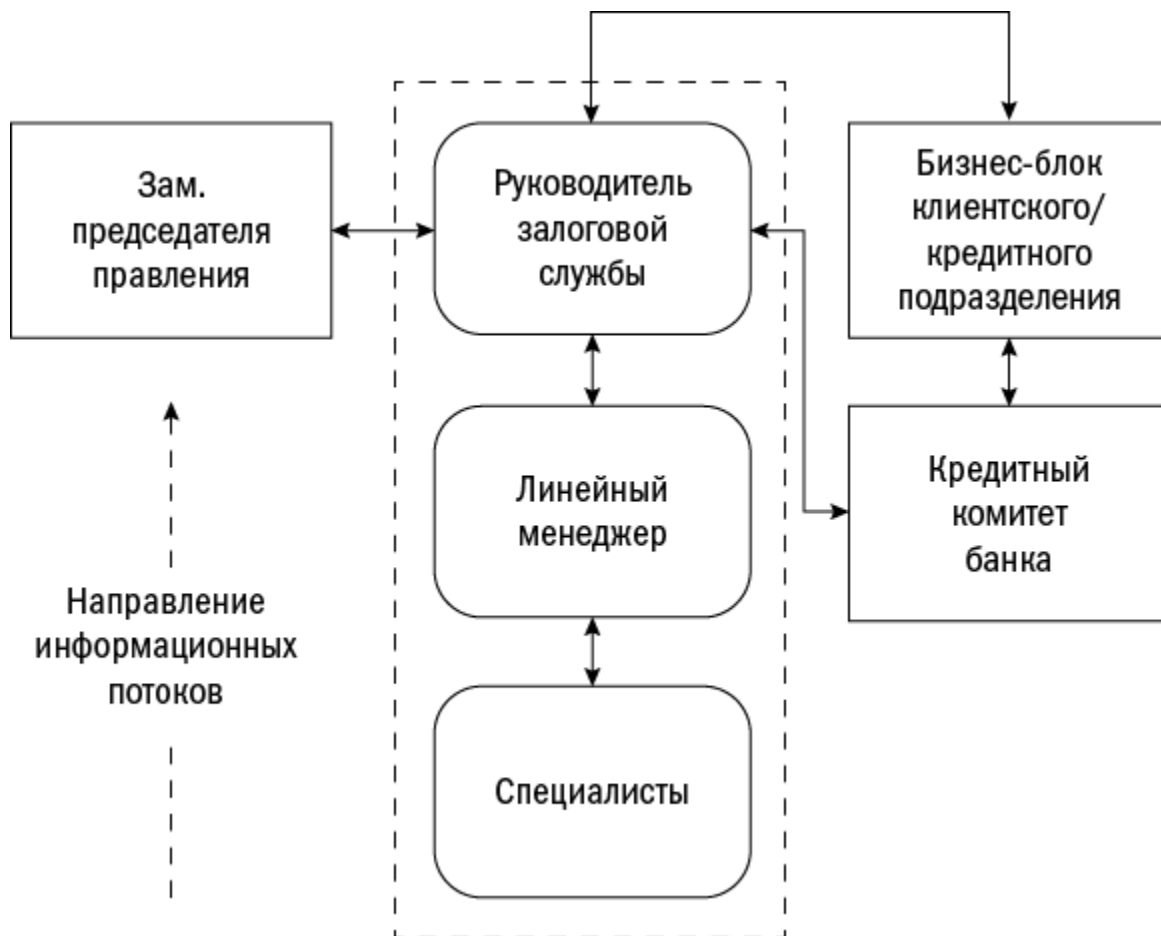 Зам.
председателя
правления
Руководитель
залоговой
службы
Бизнес-блок
клиентского/
кредитного
подразделения
Линейный
менеджер
Кредитный
комитет
банка
Направление
информационных
потоков
Специалисты